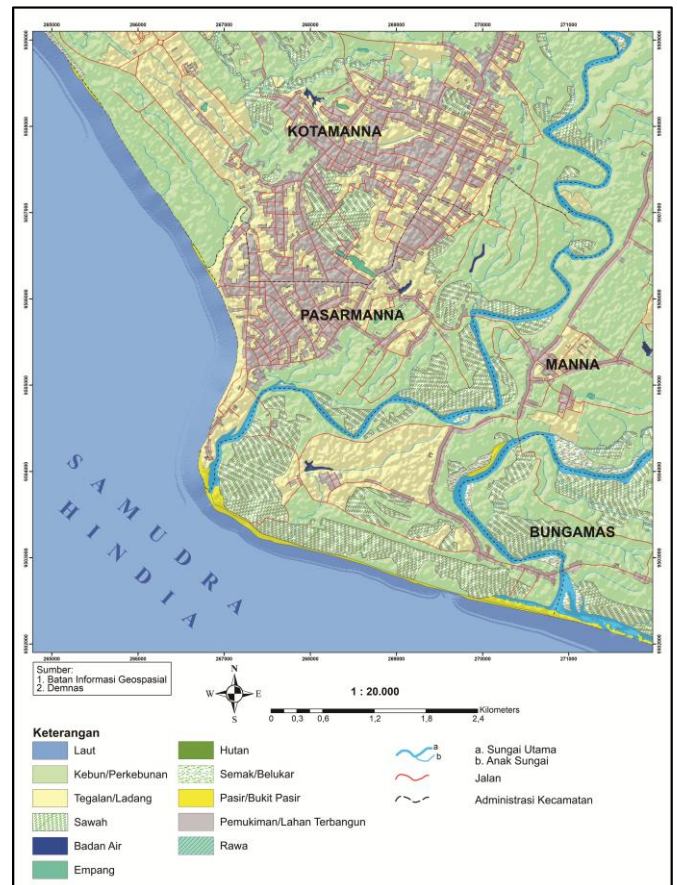 265000 266000 267000 268000 269000 270000 271000
KOTAMANNA
PASARMANNA
MANNA
BUNGAMAS
SAMUDRA
HINDIA
265000 266000 267000 268000 269000 270000 271000
Sumber:
1. Batan Informasi Geospasial
2. Demnas
N
W E
S
1 : 20.000
Kilometers
0 0,3 0,6 1,2 1,8 2,4
Keterangan
Laut
Kebun/Perkebunan
Tegalan/Ladang
Sawah
Badan Air
Empang
Hutan
Semak/Belukar
Pasir/Bukit Pasir
Pemukiman/Lahan Terbangun
Rawa
a
b
a. Sungai Utama
b. Anak Sungai
Jalan
Administrasi Kecamatan